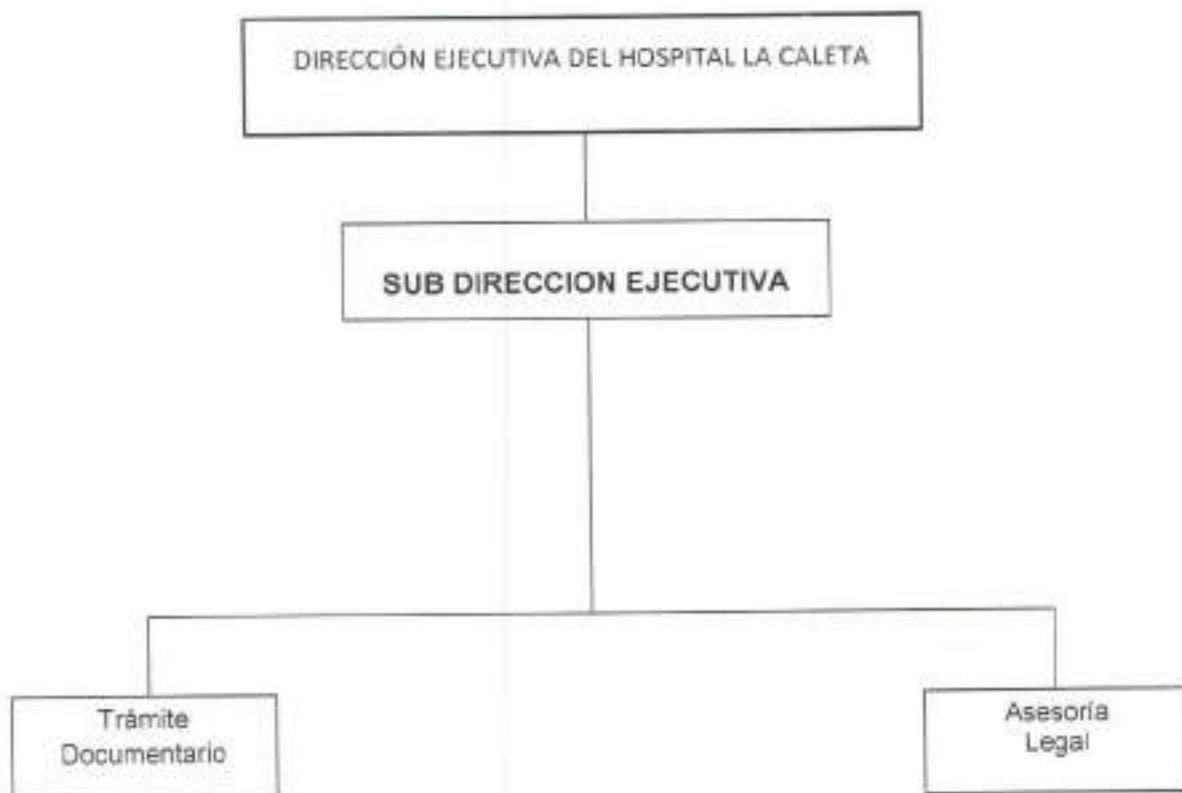 DIRECCIÓN EJECUTIVA DEL HOSPITAL LA CALETA
SUB DIRECCION EJECUTIVA
Trámite
Documentario
Asesoría
Legal